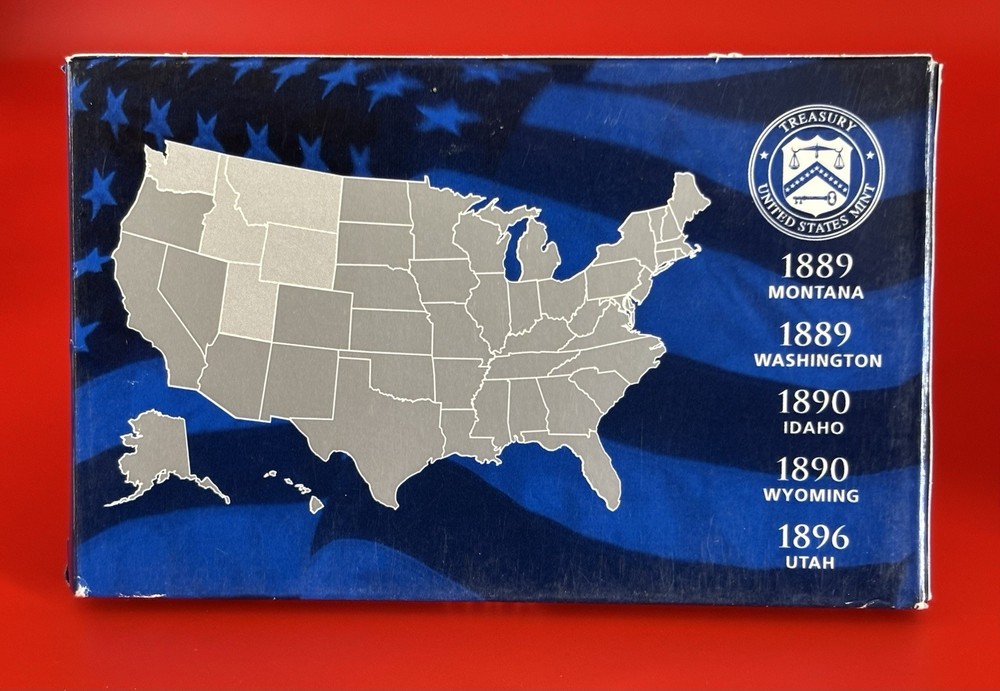 TREASURY
UNITED STATES MINT
1889
MONTANA
1889
WASHINGTON
1890
IDAHO
1890
WYOMING
1896
UTAH